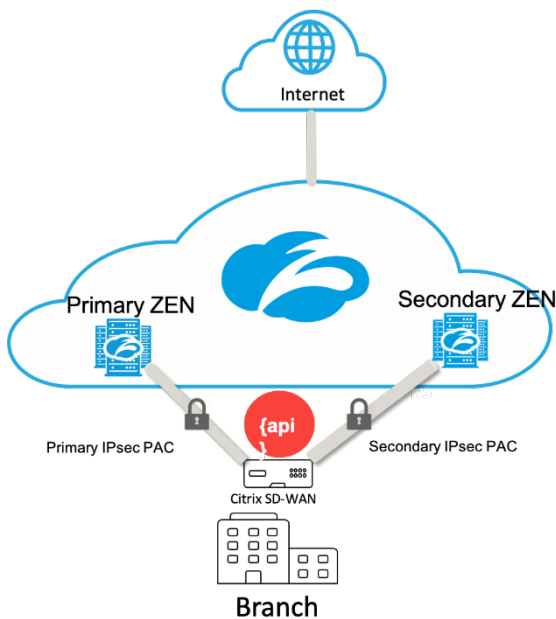 Internet
Primary ZEN
Secondary ZEN
{api
}
Primary IPsec PAC
Secondary IPsec PAC
Citrix SD-WAN
Branch